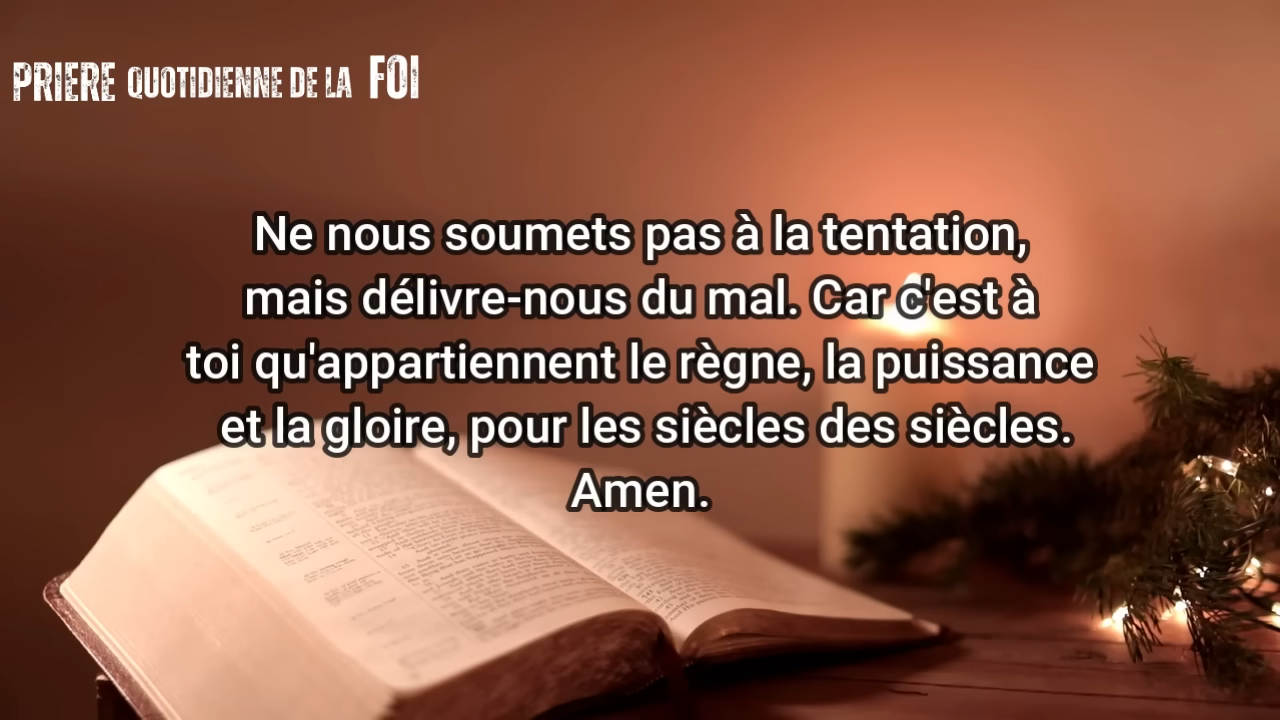 PRIERE QUOTIDIENNE DE LA FOI
Ne nous soumets pas à la tentation,
mais délivre-nous du mal. Car c'est à
toi qu'appartiennent le règne, la puissance
et la gloire, pour les siècles des siècles.
Amen.